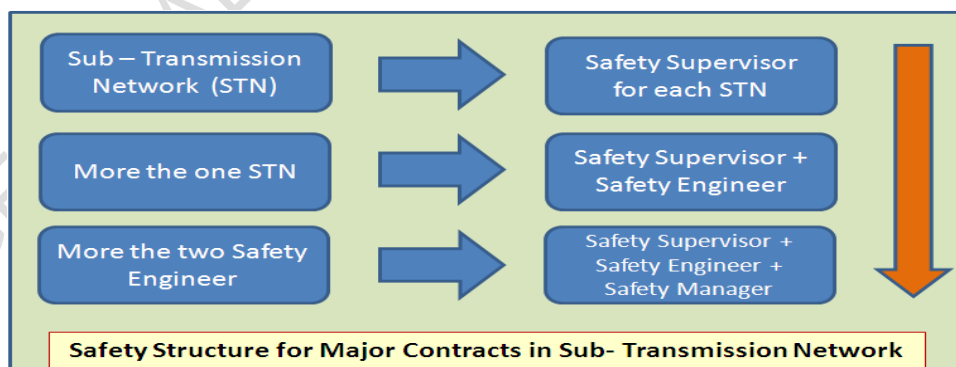 Sub – Transmission
Network (STN)
Safety Supervisor
for each STN
More the one STN
Safety Supervisor +
Safety Engineer
More the two Safety
Engineer
Safety Supervisor +
Safety Engineer +
Safety Manager
Safety Structure for Major Contracts in Sub- Transmission Network